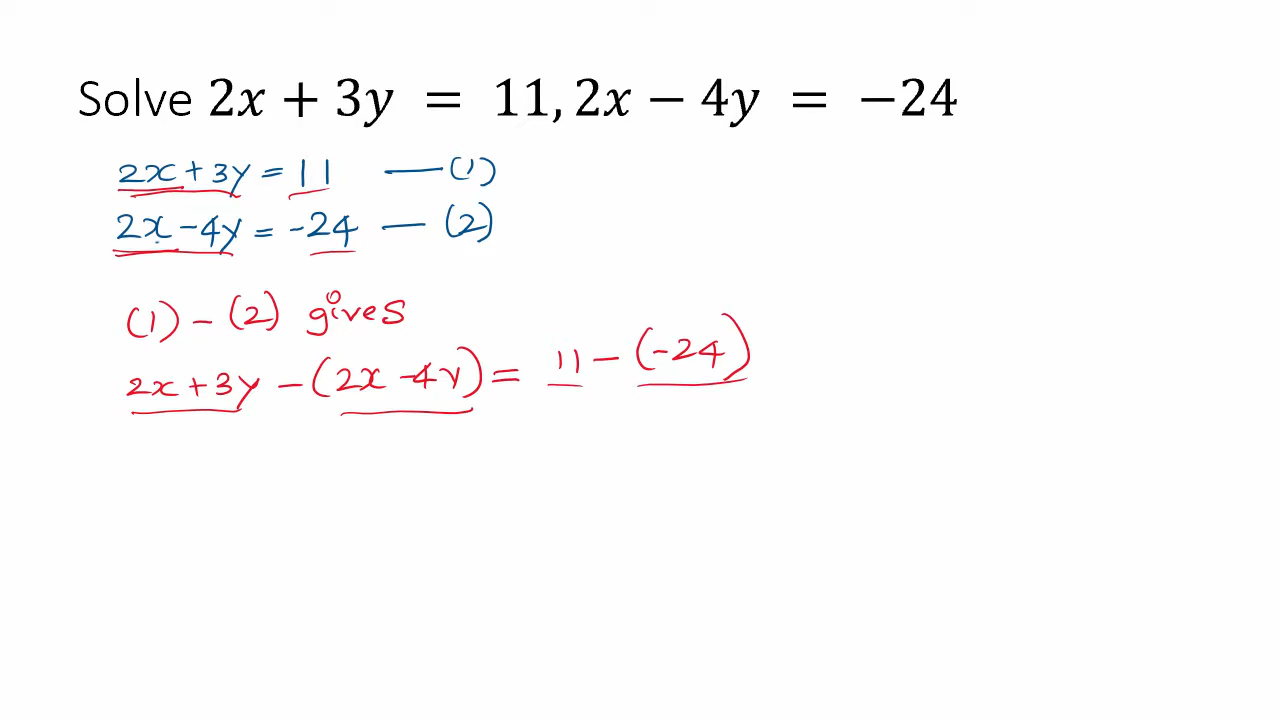 Solve 2x + 3y = 11, 2x − 4y = −24
2x + 3y = 11 — (1)
2x - 4y = -24 — (2)
(1) - (2) gives
2x + 3y - (2x - 4y) = 11 - (-24)